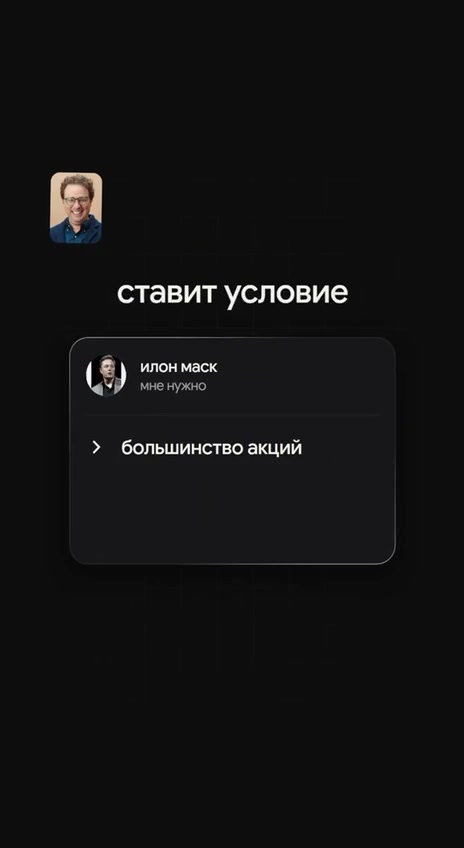 ставит условие
илон маск
мне нужно
большинство акций